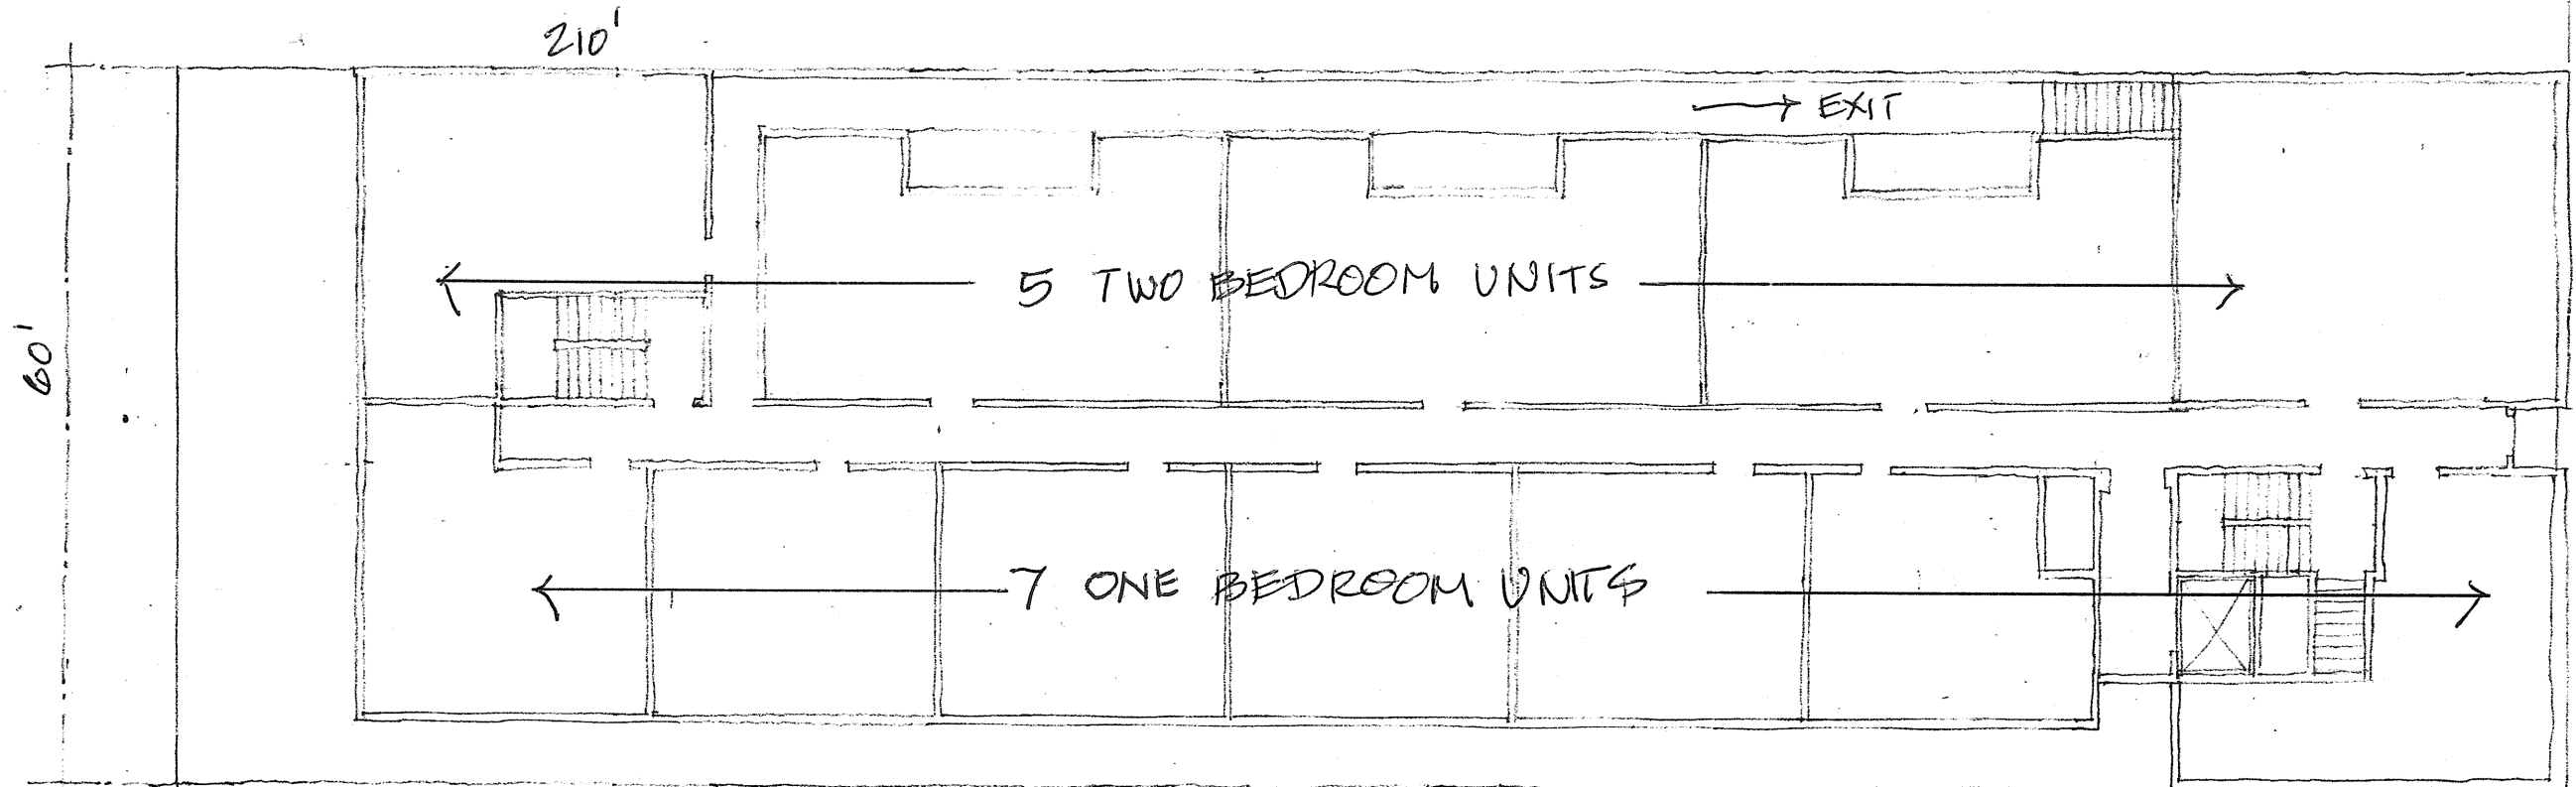 210'
→ EXIT
60'
5 TWO BEDROOM UNITS
7 ONE BEDROOM UNITS